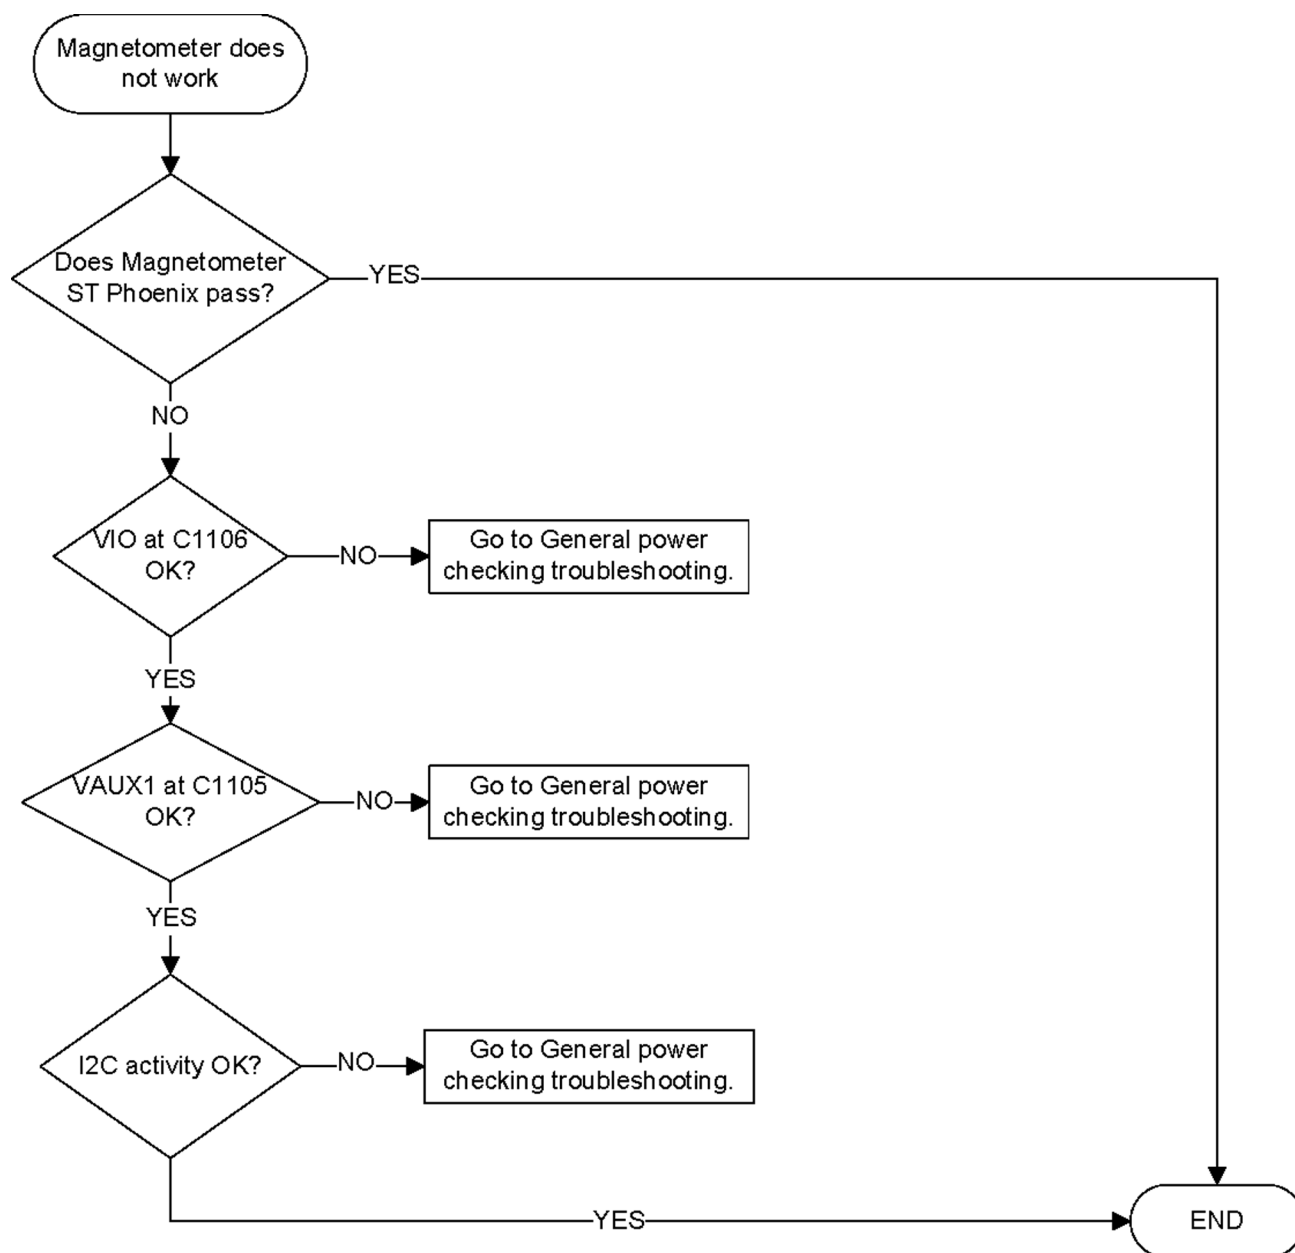 Magnetometer does
not work
Does Magnetometer
ST Phoenix pass?
YES
NO
VIO at C1106
OK?
NO
Go to General power
checking troubleshooting.
YES
VAUX1 at C1105
OK?
NO
Go to General power
checking troubleshooting.
YES
I2C activity OK?
NO
Go to General power
checking troubleshooting.
YES
END